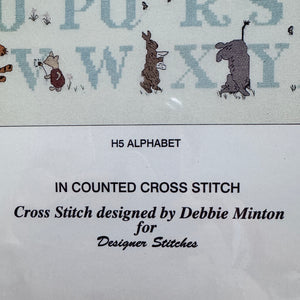 P Q R S
V W X Y
H5 ALPHABET
IN COUNTED CROSS STITCH
Cross Stitch designed by Debbie Minton
for
Designer Stitches